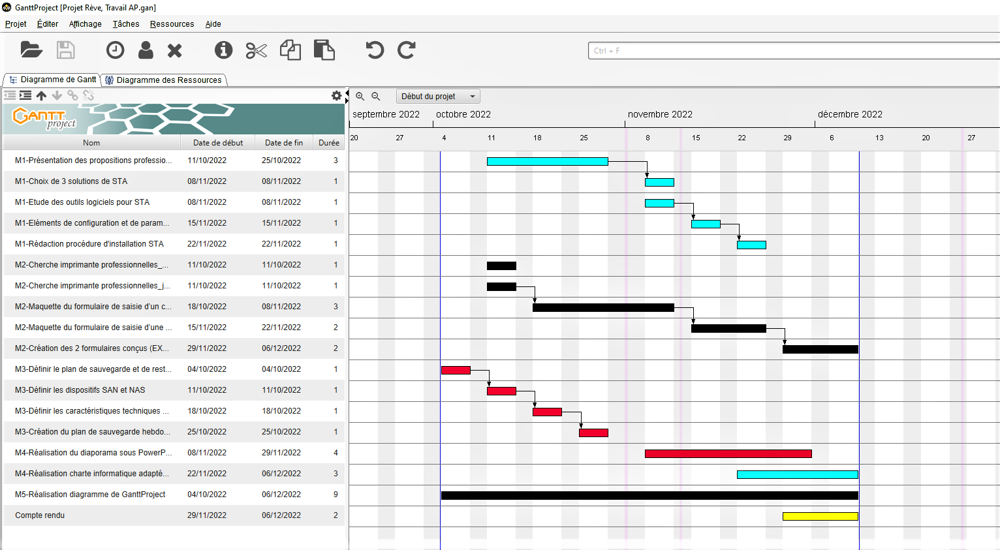 GanttProject [Projet Rêve, Travail AP.gan]
Projet Éditer Affichage Tâches Ressources Aide
Ctrl + F
Diagramme de Gantt Diagramme des Ressources
Début du projet
GANTT project
septembre 2022 octobre 2022 novembre 2022 décembre 2022
20 27 4 11 18 25 8 15 22 29 6 13 20 27
Nom Date de début Date de fin Durée
M1-Présentation des propositions professio... 11/10/2022 25/10/2022 3
M1-Choix de 3 solutions de STA 08/11/2022 08/11/2022 1
M1-Etude des outils logiciels pour STA 08/11/2022 08/11/2022 1
M1-Eléments de configuration et de param... 15/11/2022 15/11/2022 1
M1-Rédaction procédure d'installation STA 22/11/2022 22/11/2022 1
M2-Cherche imprimante professionnelles_... 11/10/2022 11/10/2022 1
M2-Cherche imprimante professionnelles_j... 11/10/2022 11/10/2022 1
M2-Maquette du formulaire de saisie d'un c... 18/10/2022 08/11/2022 3
M2-Maquette du formulaire de saisie d'une ... 15/11/2022 22/11/2022 2
M2-Création des 2 formulaires conçus (EX... 29/11/2022 06/12/2022 2
M3-Définir le plan de sauvegarde et de rest... 04/10/2022 04/10/2022 1
M3-Définir les dispositifs SAN et NAS 11/10/2022 11/10/2022 1
M3-Définir les caractéristiques techniques ... 18/10/2022 18/10/2022 1
M3-Création du plan de sauvegarde hebdo... 25/10/2022 25/10/2022 1
M4-Réalisation du diaporama sous PowerP... 08/11/2022 29/11/2022 4
M4-Réalisation charte informatique adapté... 22/11/2022 06/12/2022 3
M5-Réalisation diagramme de GanttProject 04/10/2022 06/12/2022 9
Compte rendu 29/11/2022 06/12/2022 2